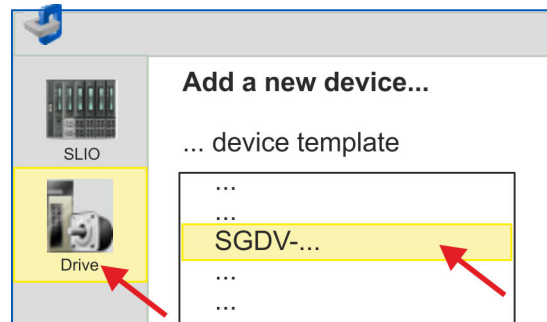 Add a new device...
SLIO
... device template
...
...
SGDV-...
Drive
...
...